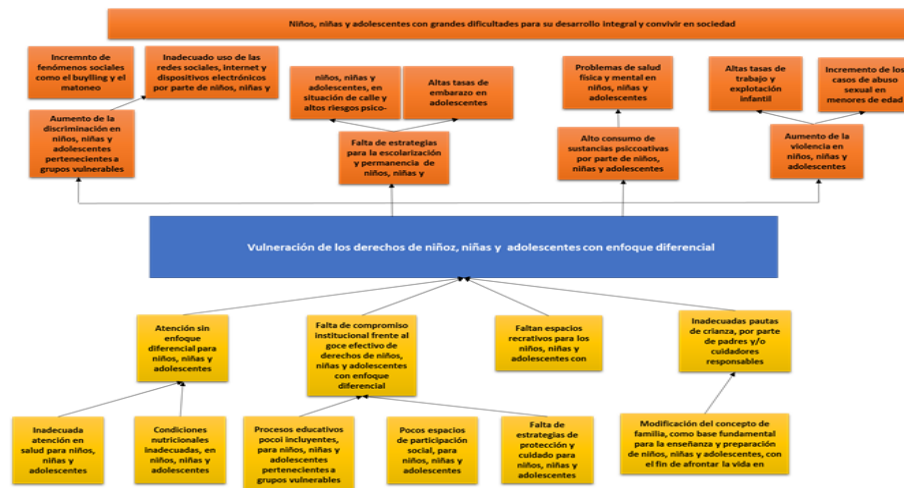 Niños, niñas y adolescentes con grandes dificultades para su desarrollo integral y convivir en sociedad
Incremnto de
fenómenos sociales
como el buylling y el
matoneo
Inadecuado uso de las
redes sociales, internet y
dispositivos electrónicos
por parte de niños, niñas y
niños, niñas y
adolescentes, en
situación de calle y
altos riesgos psico-
Altas tasas de
embarazo en
adolescentes
Problemas de salud
física y mental en
niños, niñas y
adolescentes
Altas tasas de
trabajo y
explotación
infantil
Incremento de los
casos de abuso
sexual en
menores de edad
Aumento de la
discriminación en
niños, niñas y
adolescentes
pertenecientes a
grupos vulnerables
Falta de estrategias
para la escolarización
y permanencia de
niños, niñas y
Alto consumo de
sustancias psiccoativas
por parte de niños,
niñas y adolescentes
Aumento de la
violencia en
niños, niñas y
adolescentes
Vulneración de los derechos de niñoz, niñas y adolescentes con enfoque diferencial
Atención sin
enfoque
diferencial para
niños, niñas y
adolescentes
Falta de compromiso
institucional frente al
goce efectivo de
derechos de niños,
niñas y adolescentes
con enfoque
diferencial
Faltan espacios
recrativos para los
niños, niñas y
adolescentes con
Inadecuadas pautas
de crianza, por parte
de padres y/o
cuidadores
responsables
Inadecuada
atención en
salud para niños,
niñas y
adolescentes
Condiciones
nutricionales
inadecuadas, en
niños, niñas y
adolescentes
Procesos educativos
pocoi incluyentes,
para niños, niñas y
adolescentes
pertenecientes a
grupos vulnerables
Pocos espacios
de participación
social, para
niños, niñas y
adolescentes
Falta de
estrategias de
protección y
cuidado para
niños, niñas y
adolescentes
Modificación del concepto de
familia, como base fundamental
para la enseñanza y preparación
de niños, niñas y adolescentes, con
el fin de afrontar la vida en